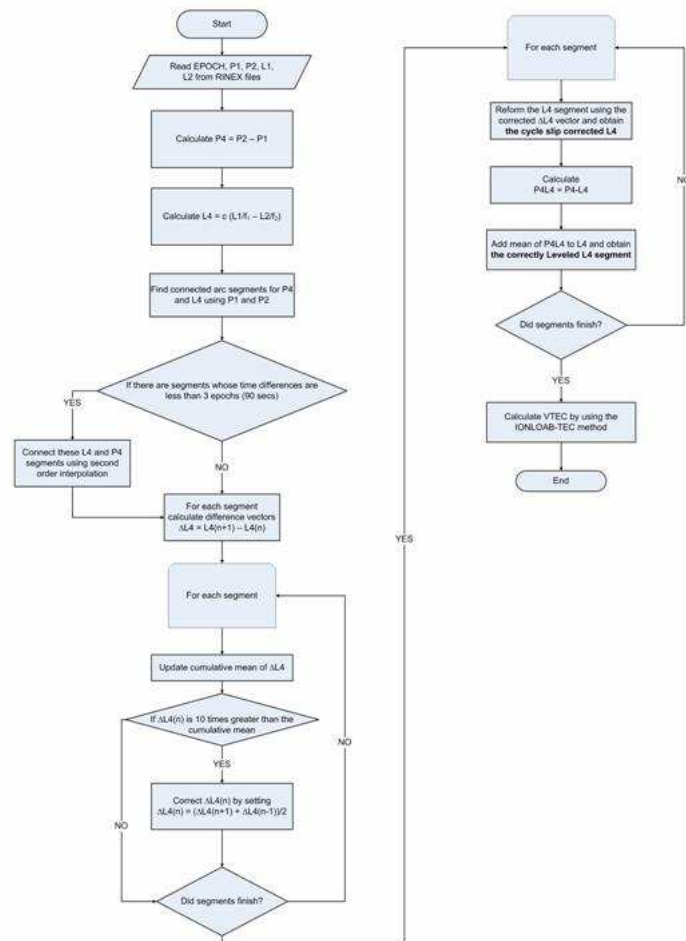 Start
Read EPOCH, P1, P2, L1,
L2 from RINEX files
Calculate P4 = P2 – P1
Calculate L4 = c (L1/f₁ – L2/f₂)
Find connected arc segments for P4
and L4 using P1 and P2
If there are segments whose time differences are
less than 3 epochs (90 secs)
YES
Connect these L4 and P4
segments using second
order interpolation
NO
For each segment
calculate difference vectors
ΔL4 = L4(n+1) – L4(n)
For each segment
Update cumulative mean of ΔL4
If ΔL4(n) is 10 times greater than the
cumulative mean
NO
YES
Correct ΔL4(n) by setting
ΔL4(n) = (ΔL4(n+1) + ΔL4(n-1))/2
NO
Did segments finish?
YES
For each segment
Reform the L4 segment using the
corrected ΔL4 vector and obtain
the cycle slip corrected L4
NO
Calculate
P4L4 = P4-L4
Add mean of P4L4 to L4 and obtain
the correctly Leveled L4 segment
Did segments finish?
YES
Calculate VTEC by using the
IONLOAB-TEC method
End